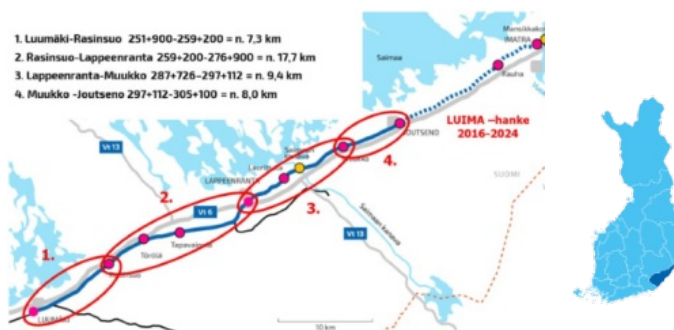 1. Luumäki-Rasinsuo 251+900-259+200 = n. 7,3 km
2. Rasinsuo-Lappeenranta 259+200-276+900 = n. 17,7 km
3. Lappeenranta-Muukko 287+726–297+112 = n. 9,4 km
4. Muukko -Joutseno 297+112-305+100 = n. 8,0 km
IMATRA
Saimaa
Rauha
LUIMA –hanke
2016-2024
JOUTSENO
4.
SUOMI
Vt 13
LAPPEENRANTA
2.
3.
Vt 6
Saimaan kanava
Vt 13
Törölä
Tapavainola
1.
LUUMÄKI
10 km